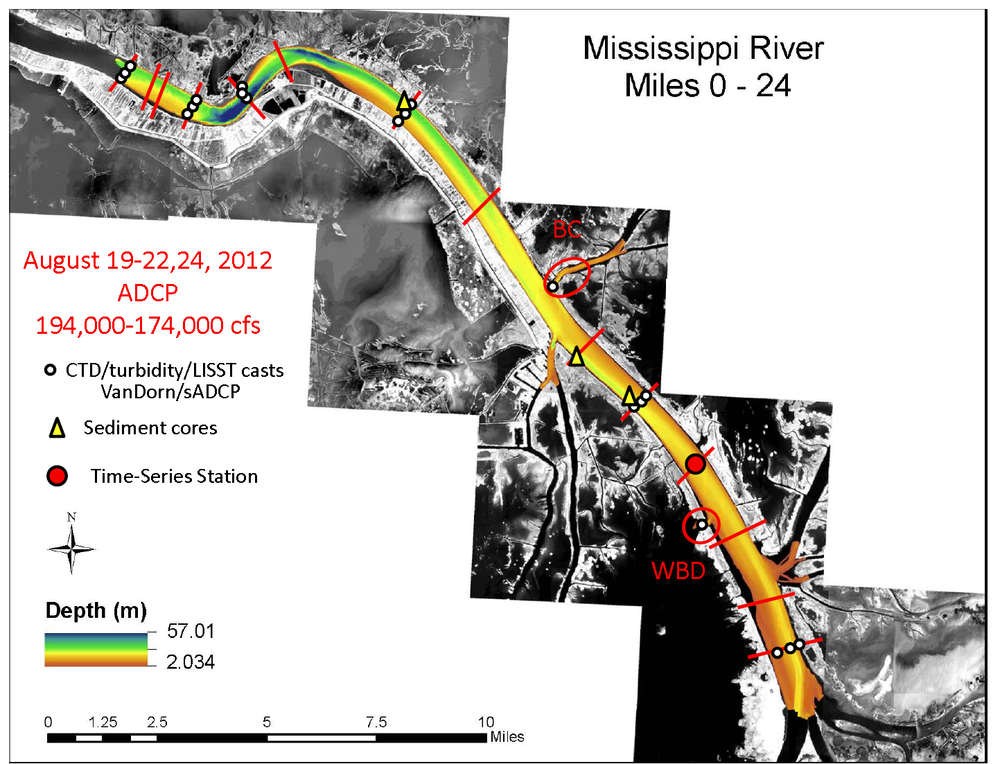 Mississippi River
Miles 0 - 24
BC
August 19-22,24, 2012
ADCP
194,000-174,000 cfs
CTD/turbidity/LISST casts
VanDorn/sADCP
Sediment cores
Time-Series Station
N
WBD
Depth (m)
57.01
2.034
0 1.25 2.5 5 7.5 10
Miles